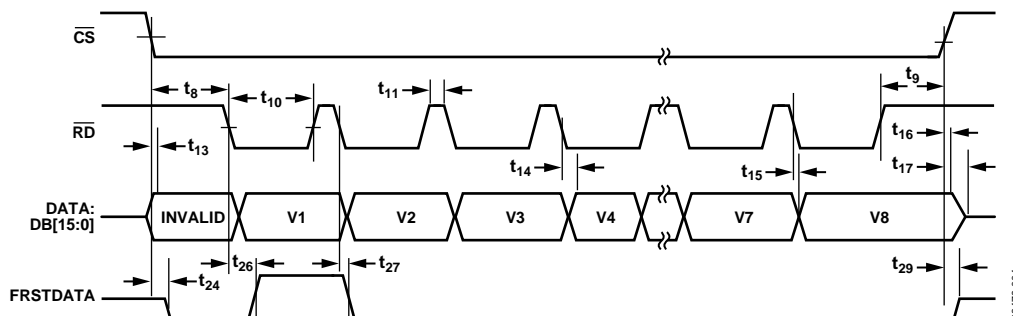 CS
t8
t10
t11
t9
RD
t13
t14
t15
t16
t17
DATA:
DB[15:0]
INVALID
V1
V2
V3
V4
V7
V8
t24
t26
t27
t29
FRSTDATA